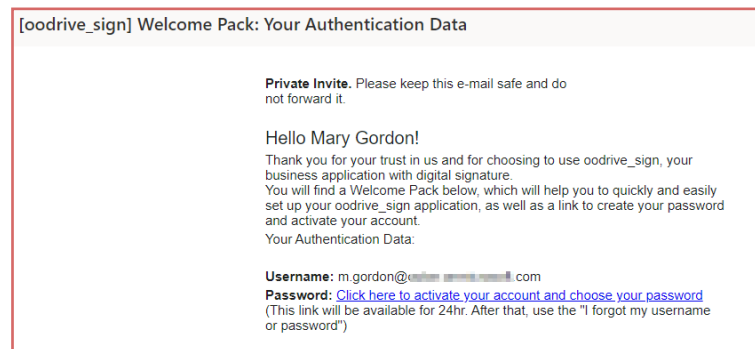 [oodrive_sign] Welcome Pack: Your Authentication Data
Private Invite. Please keep this e-mail safe and do
not forward it.
Hello Mary Gordon!
Thank you for your trust in us and for choosing to use oodrive_sign, your
business application with digital signature.
You will find a Welcome Pack below, which will help you to quickly and easily
set up your oodrive_sign application, as well as a link to create your password
and activate your account.
Your Authentication Data:
Username: m.gordon@ .com
Password: Click here to activate your account and choose your password
(This link will be available for 24hr. After that, use the "I forgot my username
or password")